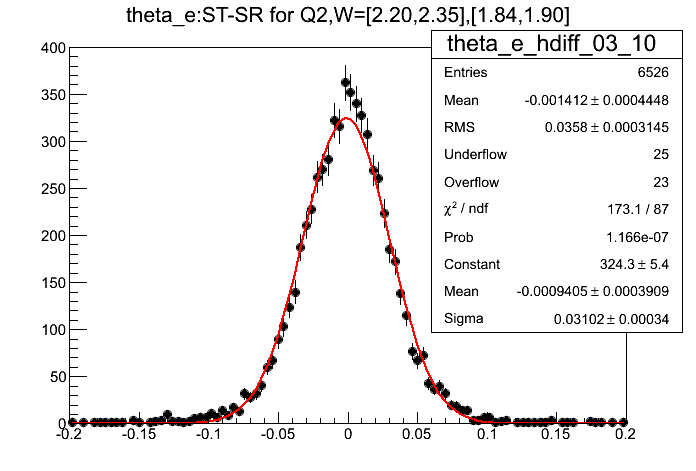 theta_e:ST-SR for Q2,W=[2.20,2.35],[1.84,1.90]
theta_e_hdiff_03_10
Entries 6526
Mean -0.001412 ± 0.0004448
RMS 0.0358 ± 0.0003145
Underflow 25
Overflow 23
χ² / ndf 173.1 / 87
Prob 1.166e-07
Constant 324.3 ± 5.4
Mean -0.0009405 ± 0.0003909
Sigma 0.03102 ± 0.00034
400
350
300
250
200
150
100
50
0
-0.2 -0.15 -0.1 -0.05 0 0.05 0.1 0.15 0.2